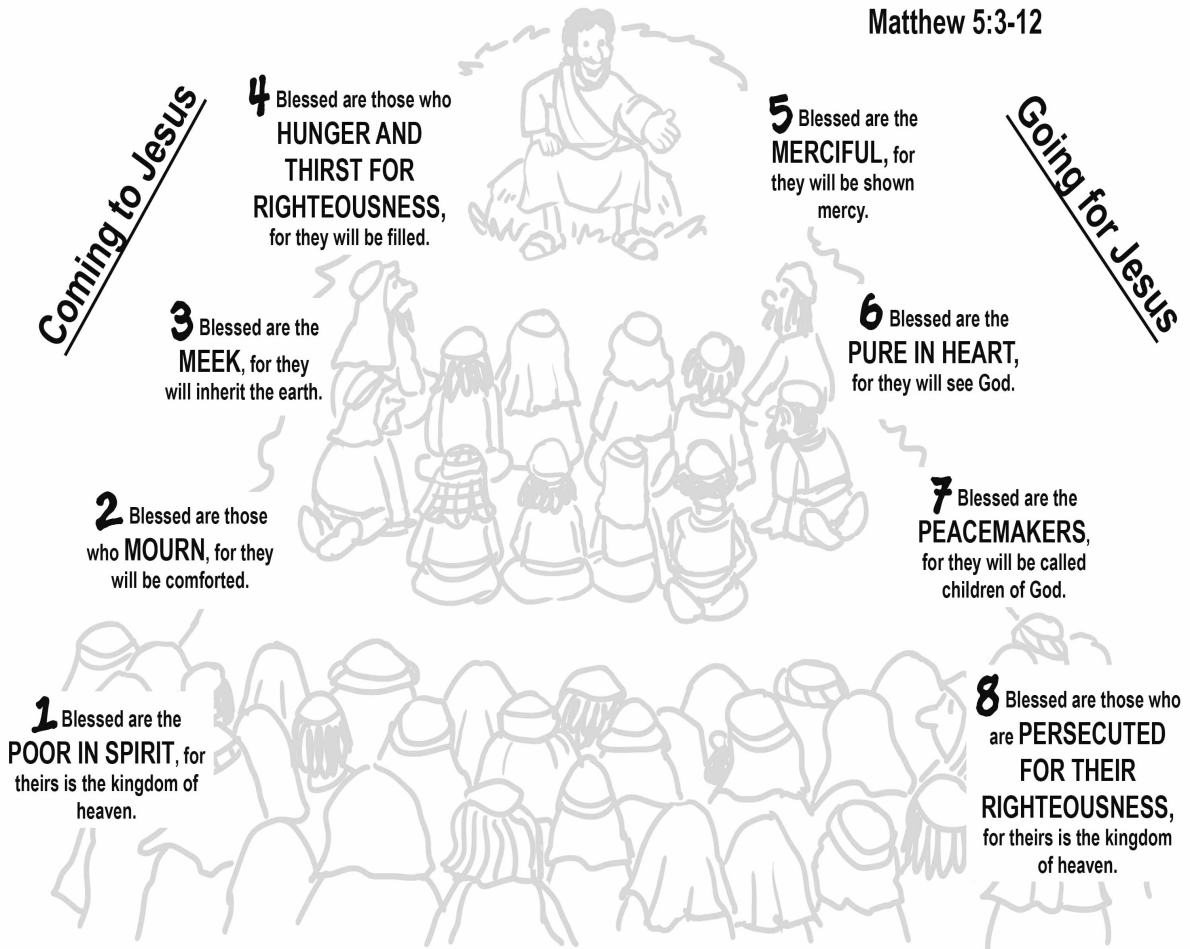 Matthew 5:3-12
Coming to Jesus
4 Blessed are those who
HUNGER AND
THIRST FOR
RIGHTEOUSNESS,
for they will be filled.
3 Blessed are the
MEEK, for they
will inherit the earth.
2 Blessed are those
who MOURN, for they
will be comforted.
1 Blessed are the
POOR IN SPIRIT, for
theirs is the kingdom of
heaven.
Going for Jesus
5 Blessed are the
MERCIFUL, for
they will be shown
mercy.
6 Blessed are the
PURE IN HEART,
for they will see God.
7 Blessed are the
PEACEMAKERS,
for they will be called
children of God.
8 Blessed are those who
are PERSECUTED
FOR THEIR
RIGHTEOUSNESS,
for theirs is the kingdom
of heaven.